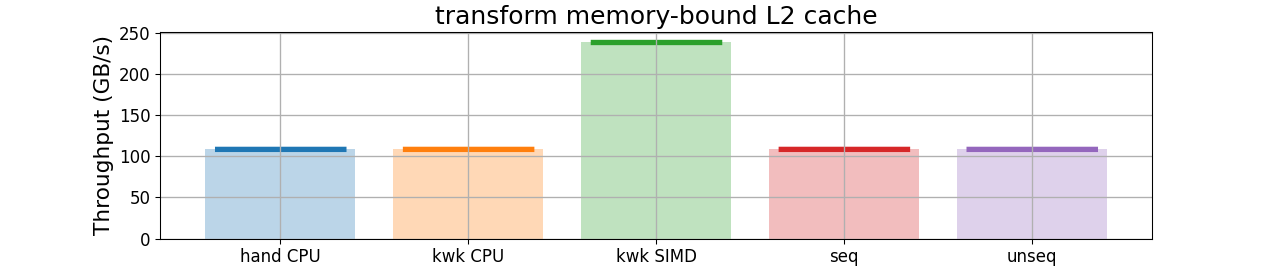 transform memory-bound L2 cache
Throughput (GB/s)
250
200
150
100
50
0
hand CPU kwk CPU kwk SIMD seq unseq